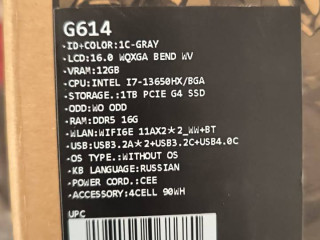 G614
·ID+COLOR:1C-GRAY
·LCD:16.0 WQXGA BEND WV
·VRAM:12GB
·CPU:INTEL I7-13650HX/BGA
·STORAGE.:1TB PCIE G4 SSD
·ODD:WO ODD
·RAM:DDR5 16G
·WLAN:WIFI6E 11AX2*2_WW+BT
·USB:USB3.2A*2+USB3.2C+USB4.0C
·OS TYPE.:WITHOUT OS
·KB LANGUAGE:RUSSIAN
·POWER CORD.:CEE
·ACCESSORY:4CELL 90WH
UPC